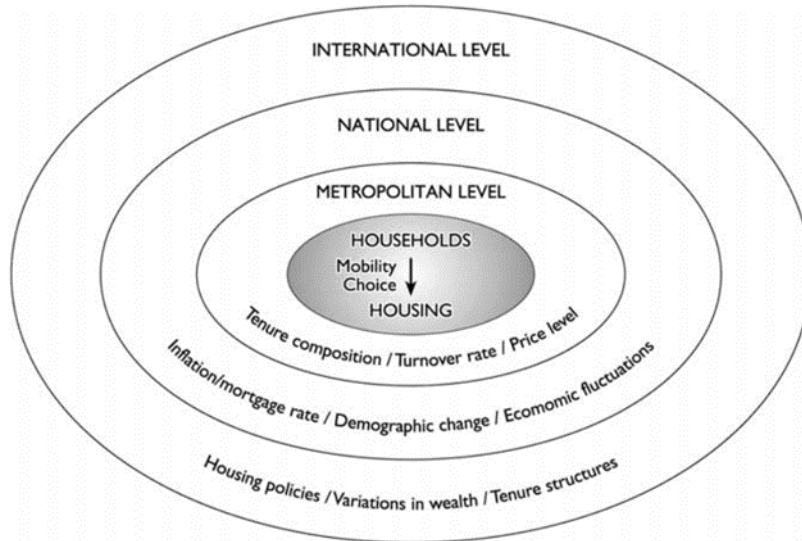 INTERNATIONAL LEVEL
NATIONAL LEVEL
METROPOLITAN LEVEL
HOUSEHOLDS
Mobility
Choice
HOUSING
Tenure composition / Turnover rate / Price level
Inflation/mortgage rate / Demographic change / Ecomomic fluctuations
Housing policies / Variations in wealth / Tenure structures